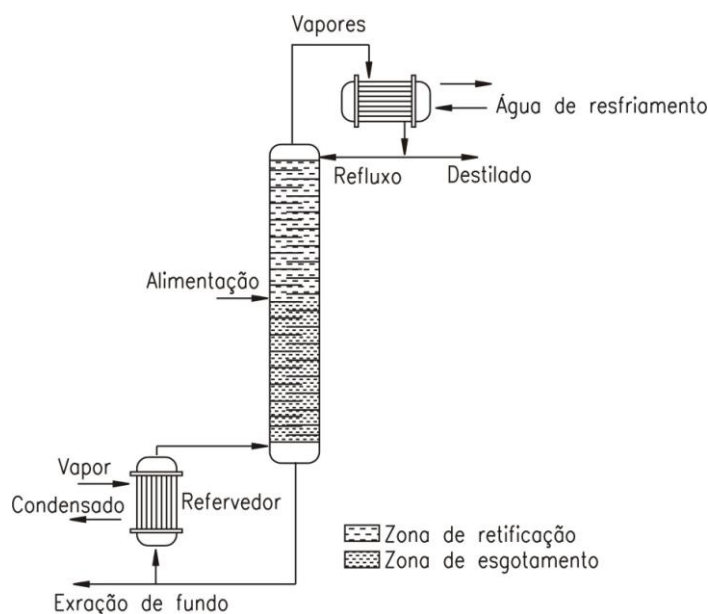 Vapores
Água de resfriamento
Refluxo
Destilado
Alimentação
Vapor
Condensado
Refervedor
Zona de retificação
Zona de esgotamento
Exração de fundo